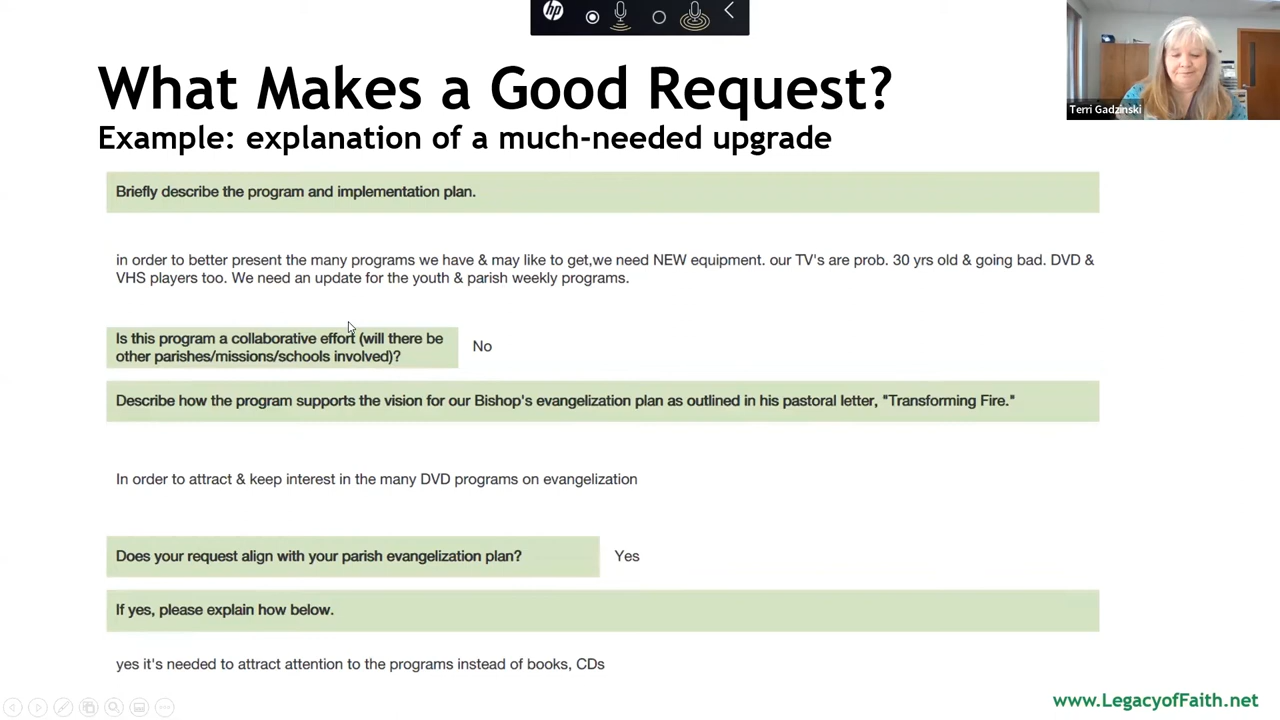 hp
What Makes a Good Request?
Terri Gadzinski
Example: explanation of a much-needed upgrade
Briefly describe the program and implementation plan.
in order to better present the many programs we have & may like to get,we need NEW equipment. our TV's are prob. 30 yrs old & going bad. DVD &
VHS players too. We need an update for the youth & parish weekly programs.
Is this program a collaborative effort (will there be
other parishes/missions/schools involved)?
No
Describe how the program supports the vision for our Bishop's evangelization plan as outlined in his pastoral letter, "Transforming Fire."
In order to attract & keep interest in the many DVD programs on evangelization
Does your request align with your parish evangelization plan?
Yes
If yes, please explain how below.
yes it's needed to attract attention to the programs instead of books, CDs
www.LegacyofFaith.net